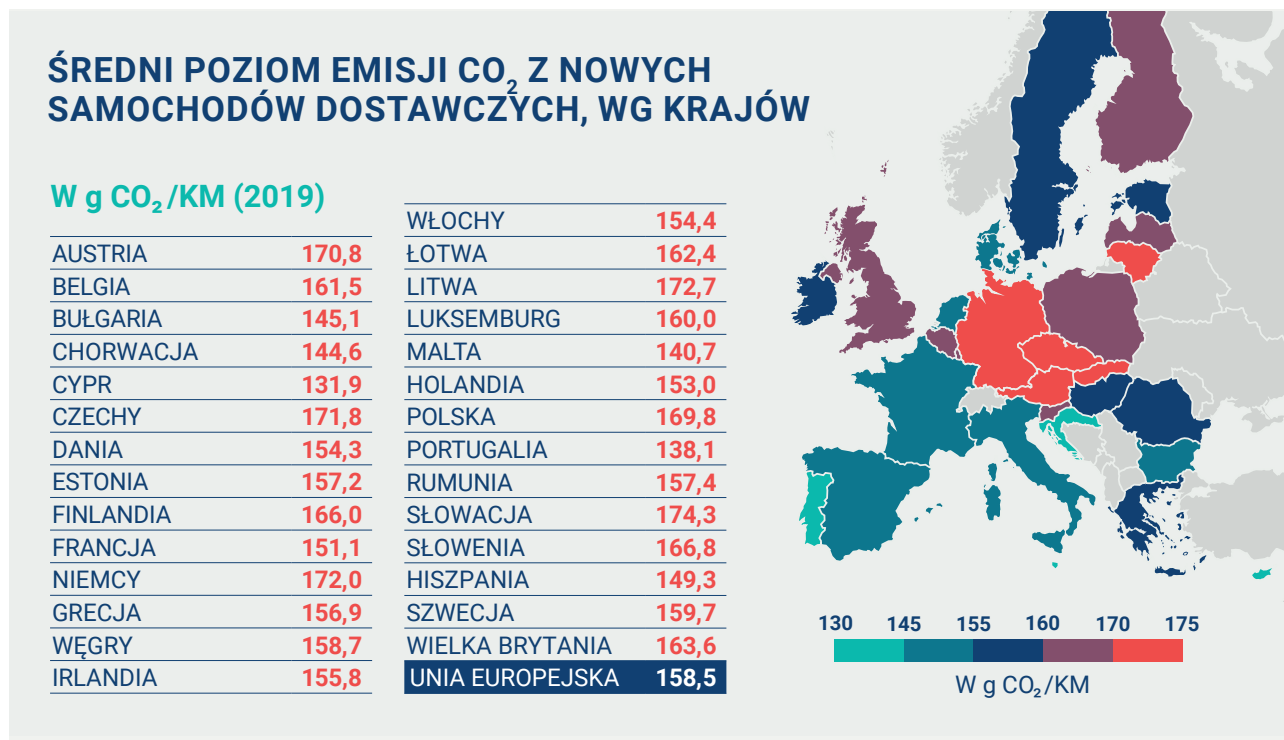 ŚREDNI POZIOM EMISJI CO₂ Z NOWYCH
SAMOCHODÓW DOSTAWCZYCH, WG KRAJÓW
W g CO₂/KM (2019)
AUSTRIA 170,8
BELGIA 161,5
BUŁGARIA 145,1
CHORWACJA 144,6
CYPR 131,9
CZECHY 171,8
DANIA 154,3
ESTONIA 157,2
FINLANDIA 166,0
FRANCJA 151,1
NIEMCY 172,0
GRECJA 156,9
WĘGRY 158,7
IRLANDIA 155,8
WŁOCHY 154,4
ŁOTWA 162,4
LITWA 172,7
LUKSEMBURG 160,0
MALTA 140,7
HOLANDIA 153,0
POLSKA 169,8
PORTUGALIA 138,1
RUMUNIA 157,4
SŁOWACJA 174,3
SŁOWENIA 166,8
HISZPANIA 149,3
SZWECJA 159,7
WIELKA BRYTANIA 163,6
UNIA EUROPEJSKA 158,5
130 145 155 160 170 175
W g CO₂/KM